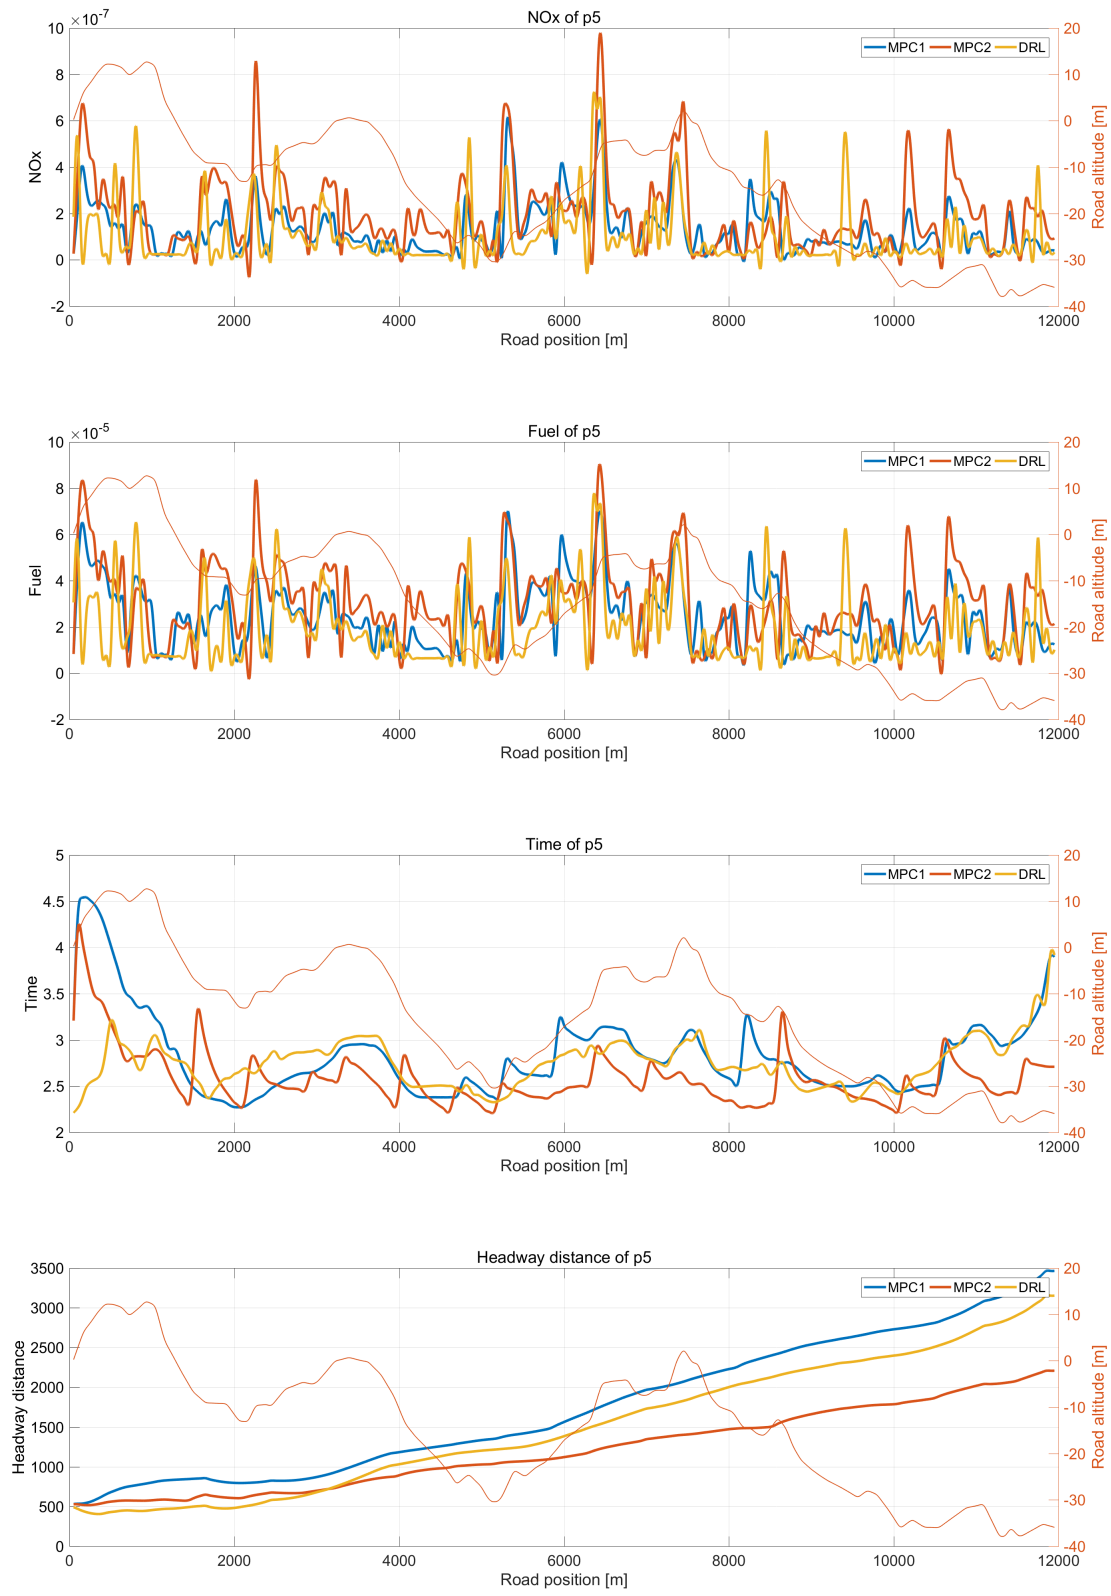 NOx of p5
×10-7
MPC1 MPC2 DRL
10
8
6
4
2
0
-2
NOx
20
10
0
-10
-20
-30
-40
Road altitude [m]
0 2000 4000 6000 8000 10000 12000
Road position [m]
Fuel of p5
×10-5
MPC1 MPC2 DRL
10
8
6
4
2
0
-2
Fuel
20
10
0
-10
-20
-30
-40
Road altitude [m]
0 2000 4000 6000 8000 10000 12000
Road position [m]
Time of p5
MPC1 MPC2 DRL
5
4.5
4
3.5
3
2.5
2
Time
20
10
0
-10
-20
-30
-40
Road altitude [m]
0 2000 4000 6000 8000 10000 12000
Road position [m]
Headway distance of p5
MPC1 MPC2 DRL
3500
3000
2500
2000
1500
1000
500
0
Headway distance
20
10
0
-10
-20
-30
-40
Road altitude [m]
0 2000 4000 6000 8000 10000 12000
Road position [m]